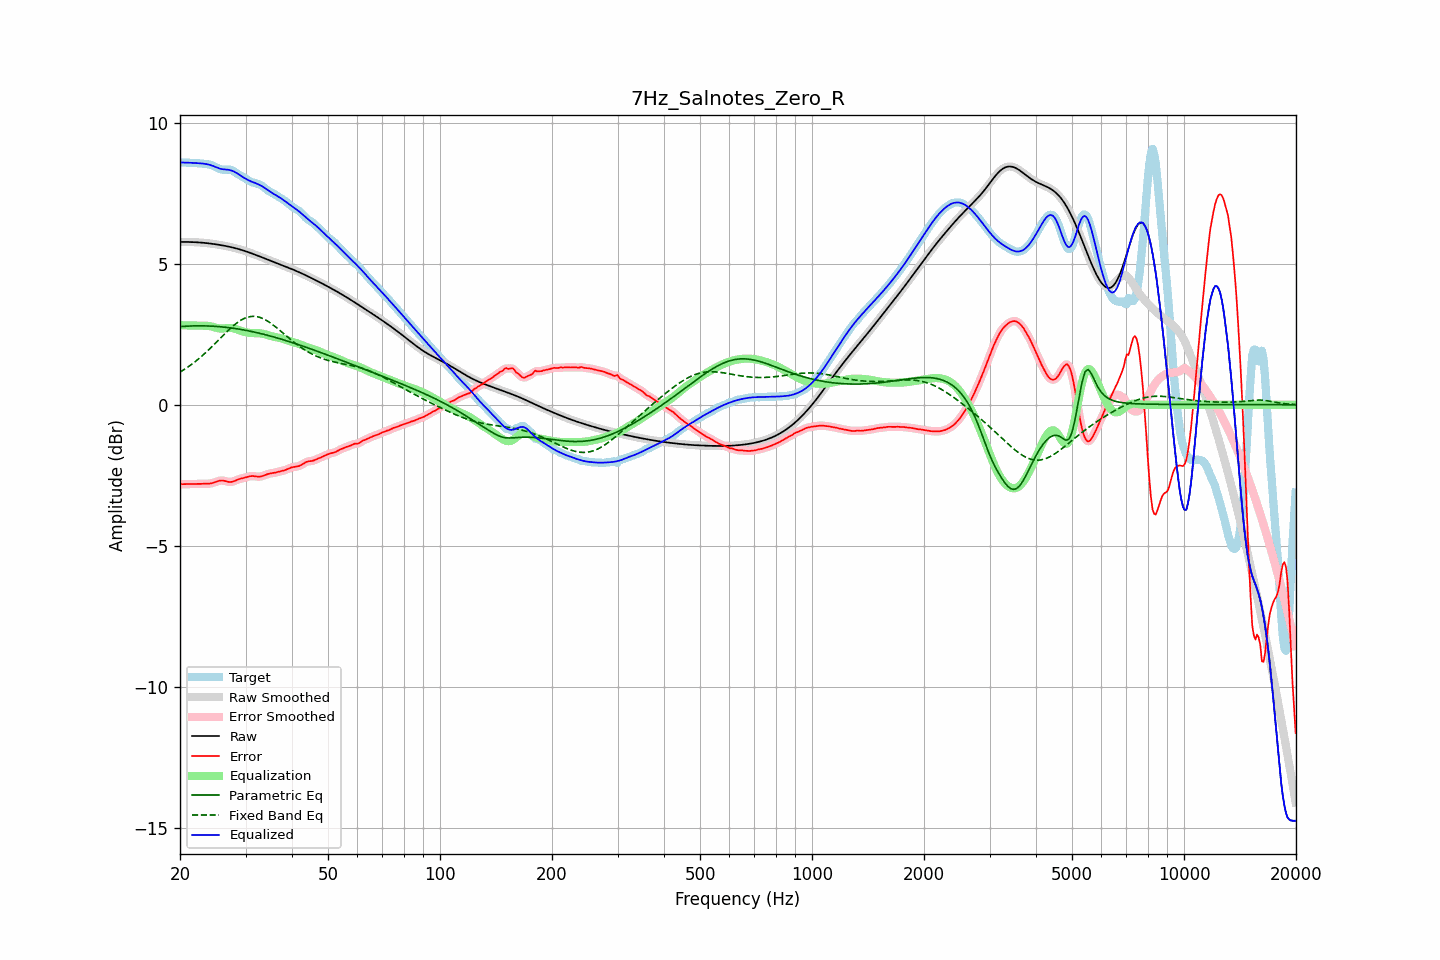 7Hz_Salnotes_Zero_R
10
5
0
−5
−10
−15
Amplitude (dBr)
Target
Raw Smoothed
Error Smoothed
Raw
Error
Equalization
Parametric Eq
Fixed Band Eq
Equalized
20 50 100 200 500 1000 2000 5000 10000 20000
Frequency (Hz)